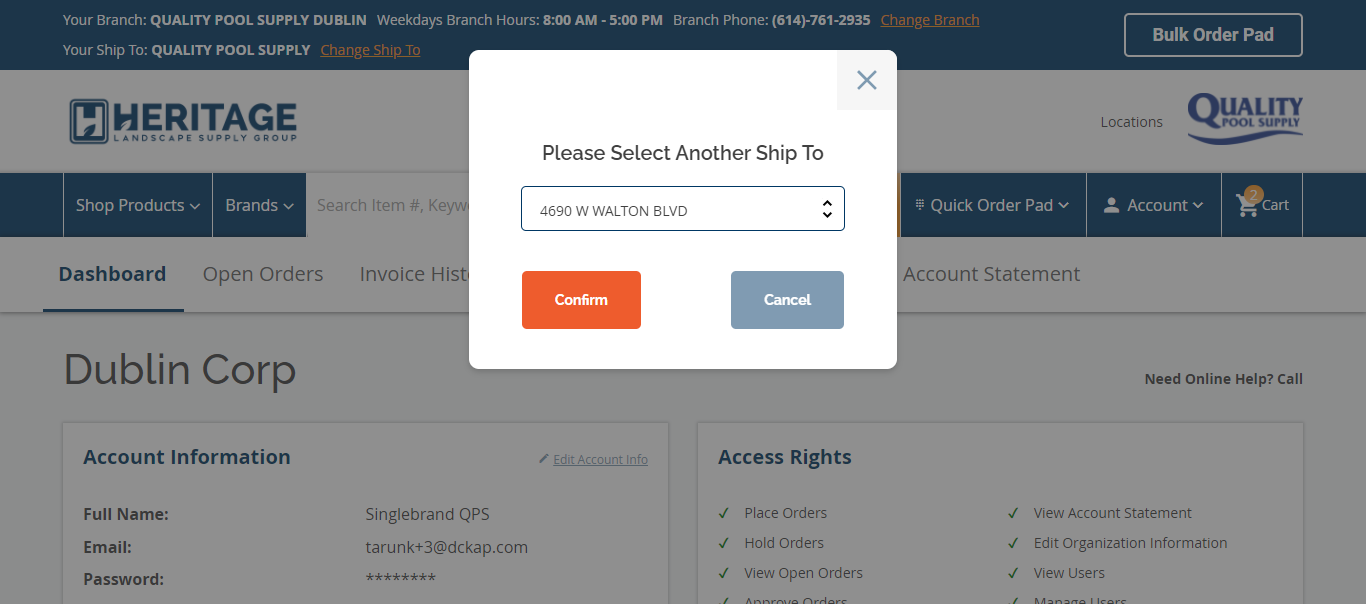 Your Branch: QUALITY POOL SUPPLY DUBLIN Weekdays Branch Hours: 8:00 AM - 5:00 PM Branch Phone: (614)-761-2935 Change Branch
Your Ship To: QUALITY POOL SUPPLY Change Ship To
Bulk Order Pad
HERITAGE
LANDSCAPE SUPPLY GROUP
Locations
QUALITY
POOL SUPPLY
Please Select Another Ship To
4690 W WALTON BLVD
Confirm Cancel
Shop Products Brands Search Item #, Keyw Quick Order Pad Account 2 Cart
Dashboard Open Orders Invoice Hist Account Statement
Dublin Corp
Need Online Help? Call
Account Information Edit Account Info
Full Name: Singlebrand QPS
Email: tarunk+3@dckap.com
Password: ********
Access Rights
Place Orders View Account Statement
Hold Orders Edit Organization Information
View Open Orders View Users
Approve Orders Manage Users